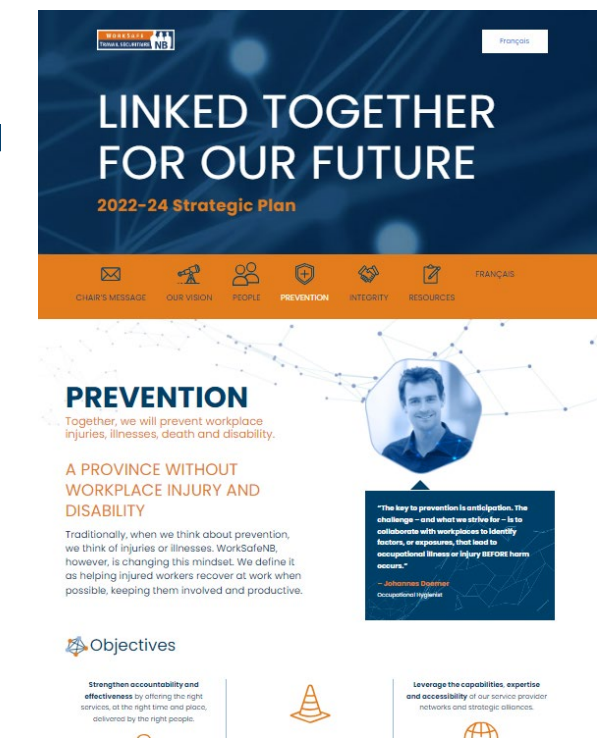 WORKSAFE
TRAVAIL SÉCURITAIRE NB
Français
LINKED TOGETHER
FOR OUR FUTURE
2022-24 Strategic Plan
CHAIR'S MESSAGE
OUR VISION
PEOPLE
PREVENTION
INTEGRITY
RESOURCES
FRANÇAIS
PREVENTION
Together, we will prevent workplace
injuries, illnesses, death and disability.
A PROVINCE WITHOUT
WORKPLACE INJURY AND
DISABILITY
Traditionally, when we think about prevention,
we think of injuries or illnesses. WorkSafeNB,
however, is changing this mindset. We define it
as helping injured workers recover at work when
possible, keeping them involved and productive.
"The key to prevention is anticipation. The
challenge – and what we strive for – is to
collaborate with workplaces to identify
factors, or exposures, that lead to
occupational illness or injury BEFORE harm
occurs."
– Johannes Doerner
Occupational Hygienist
Objectives
Strengthen accountability and
effectiveness by offering the right
services, at the right time and place,
delivered by the right people.
Leverage the capabilities, expertise
and accessibility of our service provider
networks and strategic alliances.